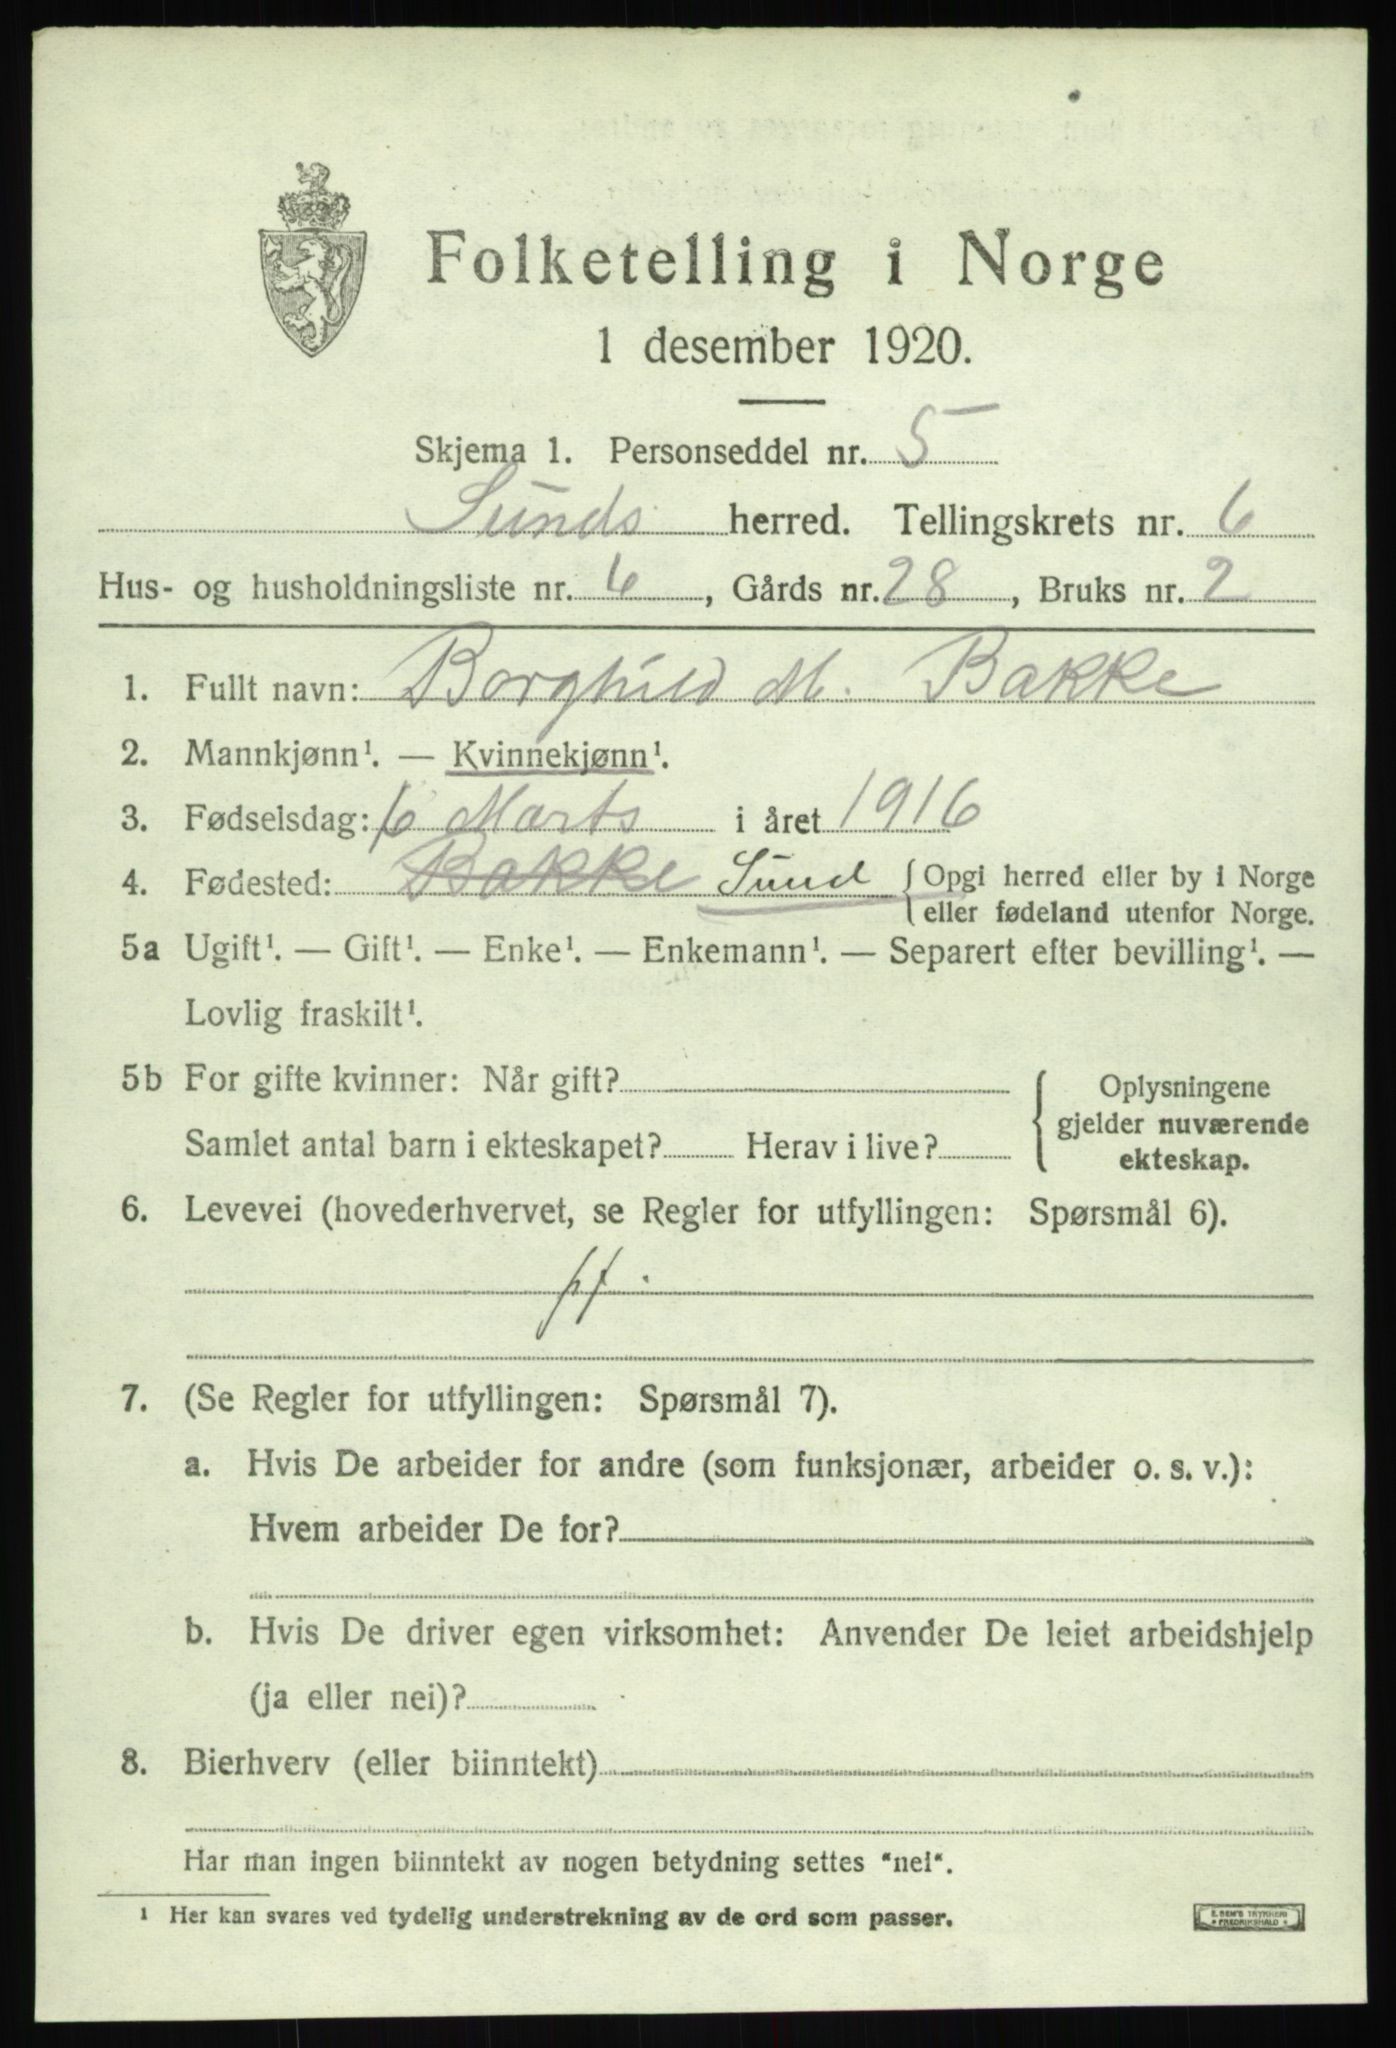 Folketelling i Norge
1 desember 1920.
Skjema 1. Personseddel nr. 5
Sunds herred. Tellingskrets nr. 6
Hus- og husholdningsliste nr. 6, Gårds nr. 28, Bruks nr. 2
1. Fullt navn: Borghild M. Bakke
2. Mannkjønn¹. — Kvinnekjønn¹.
3. Fødselsdag: 6 Marts i året 1916
4. Fødested: Bakke Sund { Opgi herred eller by i Norge
eller fødeland utenfor Norge.
5a Ugift¹. — Gift¹. — Enke¹. — Enkemann¹. — Separert efter bevilling¹. —
Lovlig fraskilt¹.
5b For gifte kvinner: Når gift? { Oplysningene
gjelder nuværende
Samlet antal barn i ekteskapet? Herav i live?
ekteskap.
6. Levevei (hovederhvervet, se Regler for utfyllingen: Spørsmål 6).
7. (Se Regler for utfyllingen: Spørsmål 7).
a. Hvis De arbeider for andre (som funksjonær, arbeider o. s. v.):
Hvem arbeider De for?
b. Hvis De driver egen virksomhet: Anvender De leiet arbeidshjelp
(ja eller nei)?
8. Bierhverv (eller biinntekt)
Har man ingen biinntekt av nogen betydning settes "nei".
¹ Her kan svares ved tydelig understrekning av de ord som passer.
E. SEM'S TRYKKERI
FREDRIKSHALD